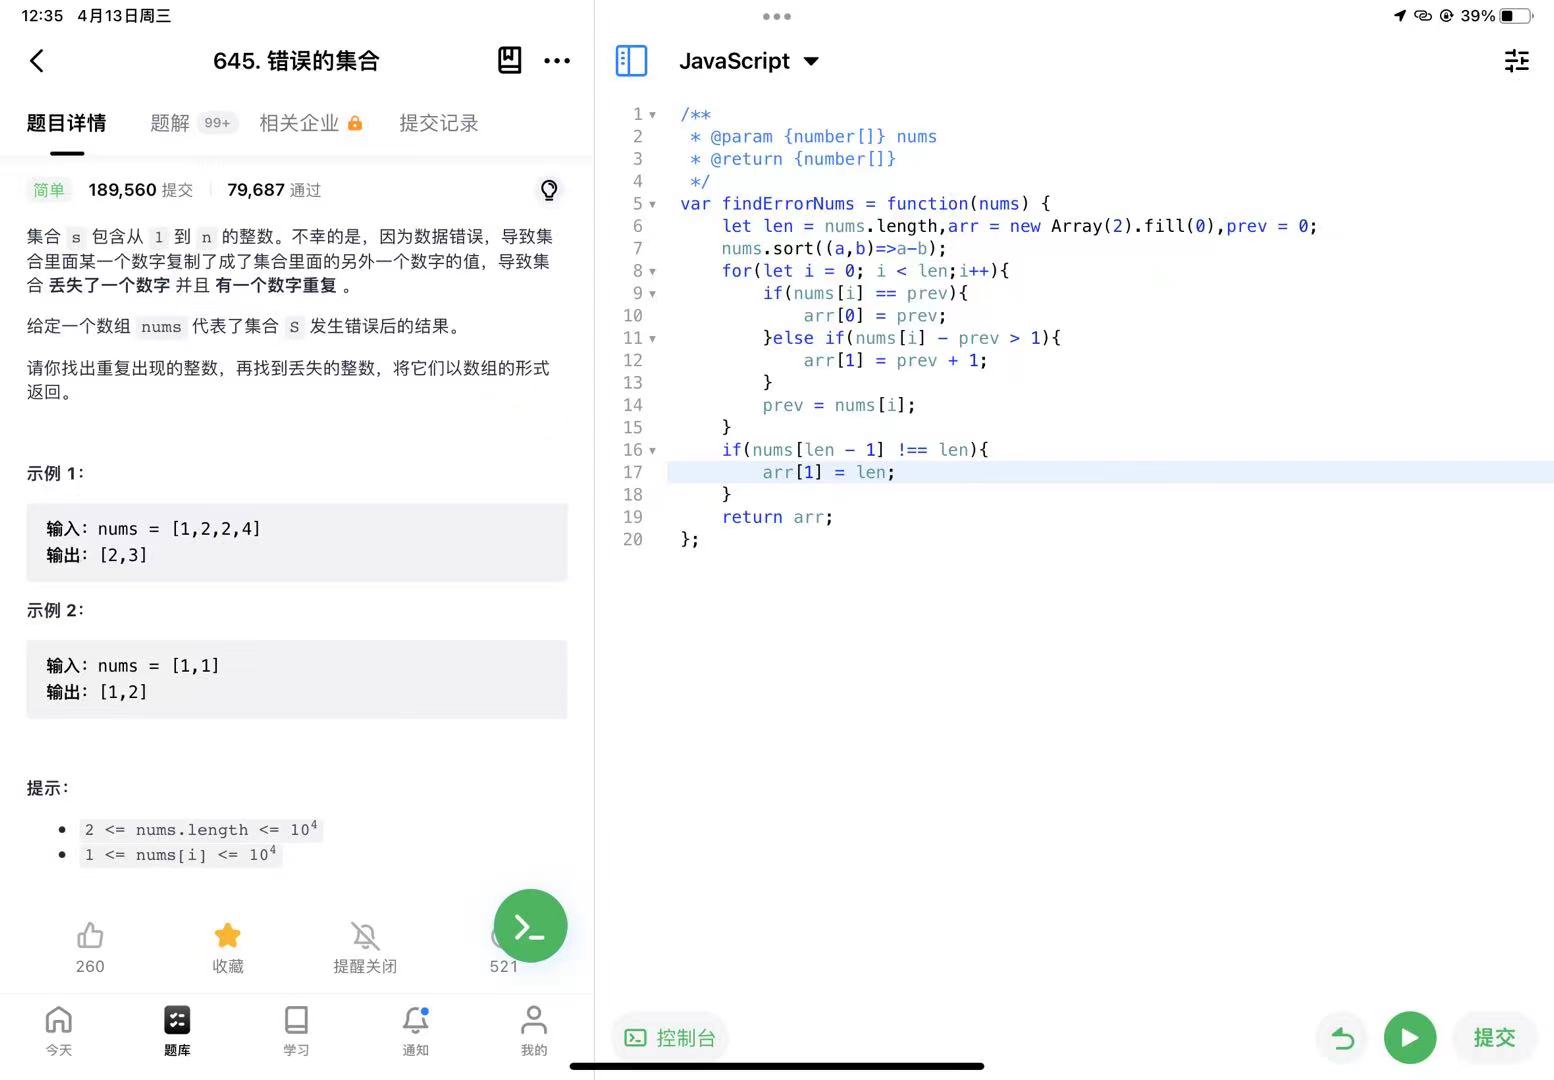 12:35 4月13日周三
39%
645. 错误的集合
题目详情 题解 99+ 相关企业 提交记录
简单 189,560 提交 79,687 通过
集合 s 包含从 1 到 n 的整数。不幸的是，因为数据错误，导致集
合里面某一个数字复制了成了集合里面的另外一个数字的值，导致集
合 丢失了一个数字 并且 有一个数字重复 。
给定一个数组 nums 代表了集合 S 发生错误后的结果。
请你找出重复出现的整数，再找到丢失的整数，将它们以数组的形式
返回。
示例 1：
输入：nums = [1,2,2,4]
输出：[2,3]
示例 2：
输入：nums = [1,1]
输出：[1,2]
提示：
2 <= nums.length <= 10⁴
1 <= nums[i] <= 10⁴
260 收藏 提醒关闭 521
今天 题库 学习 通知 我的
JavaScript
1 /**
2  * @param {number[]} nums
3  * @return {number[]}
4  */
5 var findErrorNums = function(nums) {
6     let len = nums.length,arr = new Array(2).fill(0),prev = 0;
7     nums.sort((a,b)=>a-b);
8     for(let i = 0; i < len;i++){
9         if(nums[i] == prev){
10             arr[0] = prev;
11         }else if(nums[i] - prev > 1){
12             arr[1] = prev + 1;
13         }
14         prev = nums[i];
15     }
16     if(nums[len - 1] !== len){
17         arr[1] = len;
18     }
19     return arr;
20 };
控制台
提交